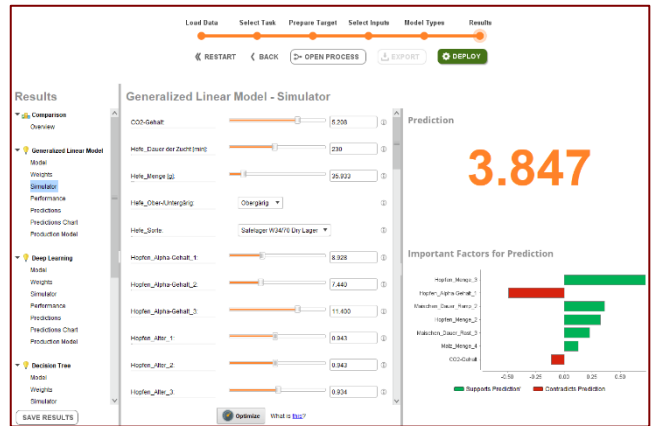 Load Data Select Task Prepare Target Select Inputs Model Types Results
RESTART BACK OPEN PROCESS EXPORT DEPLOY
Results
Comparison
Overview
Generalized Linear Model
Model
Weights
Simulator
Performance
Predictions
Predictions Chart
Production Model
Deep Learning
Model
Weights
Simulator
Performance
Predictions
Predictions Chart
Production Model
Decision Tree
Model
Weights
Simulator
SAVE RESULTS
Generalized Linear Model - Simulator
CO2-Gehalt: 5.208
Hefe_Dauer der Zucht [min]: 230
Hefe_Menge [g]: 35.933
Hefe_Ober-/Untergärig: Obergärig
Hefe_Sorte: Safelager W34/70 Dry Lager
Hopfen_Alpha-Gehalt_1: 8.928
Hopfen_Alpha-Gehalt_2: 7.440
Hopfen_Alpha-Gehalt_3: 11.400
Hopfen_Alter_1: 0.943
Hopfen_Alter_2: 0.943
Hopfen_Alter_3: 0.934
Optimize What is this?
Prediction
3.847
Important Factors for Prediction
Hopfen_Menge_3
Hopfen_Alpha-Gehalt_1
Maischen_Dauer_Rast_2
Hopfen_Menge_2
Maischen_Dauer_Rast_3
Malz_Menge_4
CO2-Gehalt
-0.50 -0.25 0.00 0.25 0.50
Supports Prediction Contradicts Prediction